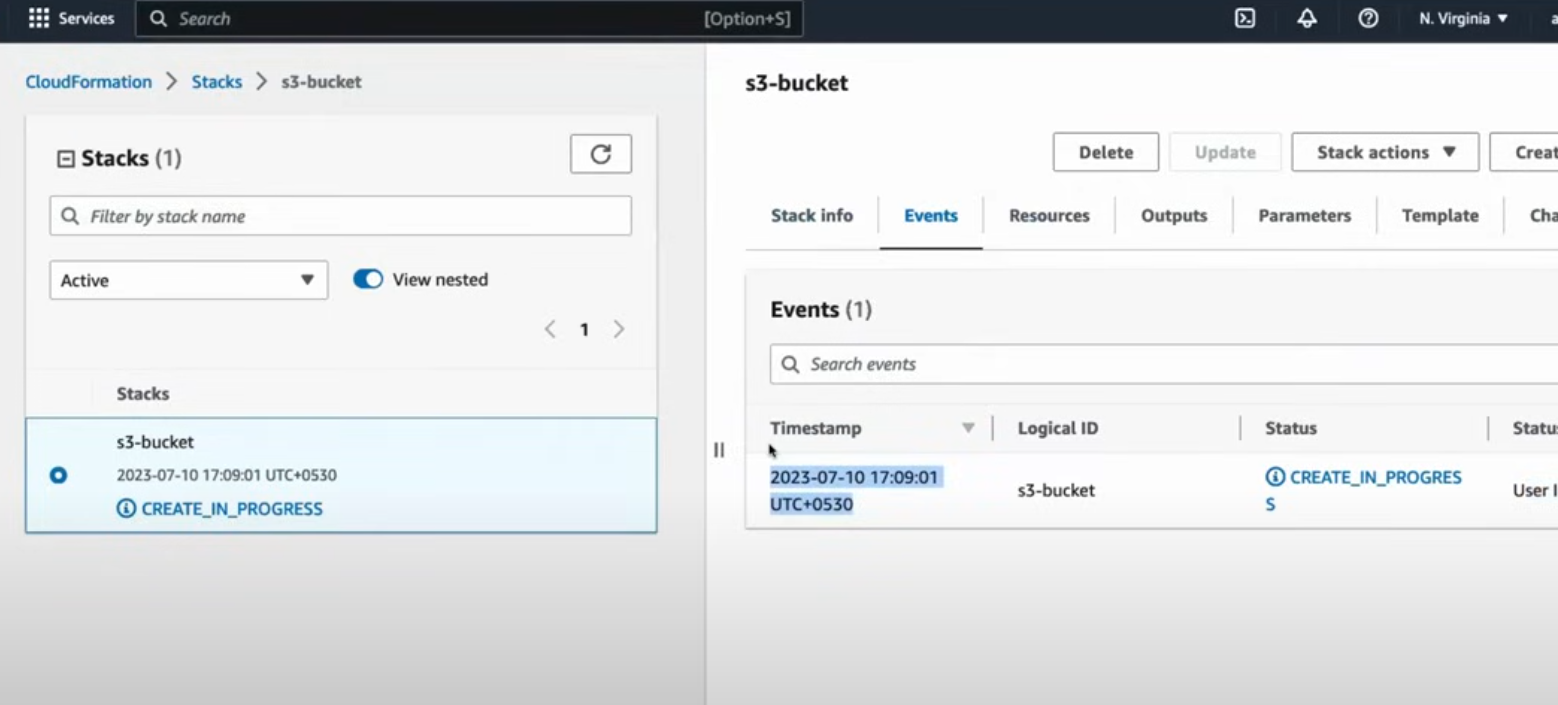 Services
Search [Option+S]
N. Virginia
CloudFormation > Stacks > s3-bucket
Stacks (1)
Filter by stack name
Active
View nested
< 1 >
Stacks
s3-bucket
2023-07-10 17:09:01 UTC+0530
CREATE_IN_PROGRESS
s3-bucket
Delete
Update
Stack actions
Creat
Stack info
Events
Resources
Outputs
Parameters
Template
Cha
Events (1)
Search events
Timestamp
Logical ID
Status
Statu
2023-07-10 17:09:01
UTC+0530
s3-bucket
CREATE_IN_PROGRES
S
User I